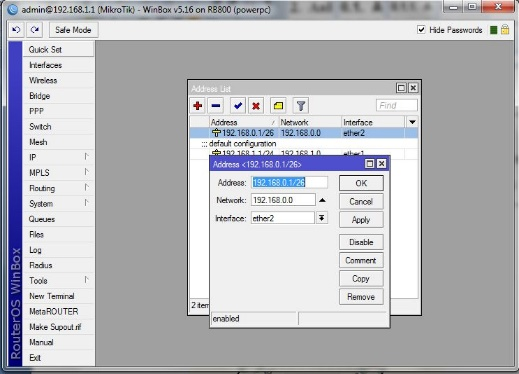 admin@192.168.1.1 (MikroTik) - WinBox v5.16 on RB800 (powerpc)
Safe Mode
Hide Passwords
Quick Set
Interfaces
Wireless
Bridge
PPP
Switch
Mesh
IP
MPLS
Routing
System
Queues
Files
Log
Radius
Tools
New Terminal
MetaROUTER
Make Supout.rif
Manual
Exit
RouterOS WinBox
Address List
Find
Address / Network Interface
192.168.0.1/26 192.168.0.0 ether2
::: default configuration
192.168.1.1/24 192.168.1.0 ether1
2 item
Address <192.168.0.1/26>
Address: 192.168.0.1/26
Network: 192.168.0.0
Interface: ether2
OK
Cancel
Apply
Disable
Comment
Copy
Remove
enabled